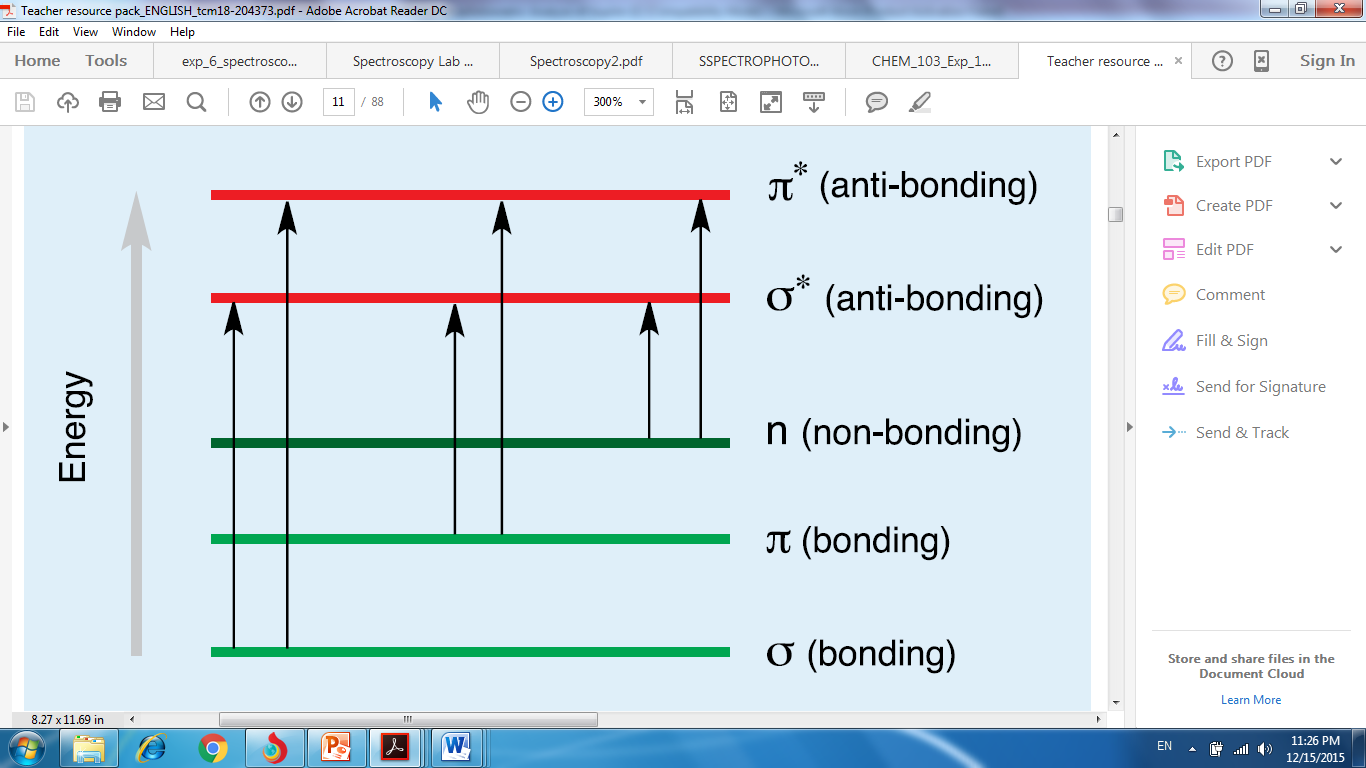 Teacher resource pack_ENGLISH_tcm18-204373.pdf - Adobe Acrobat Reader DC
File Edit View Window Help
Home Tools exp_6_spectrosco... Spectroscopy Lab ... Spectroscopy2.pdf SSPECTROPHOTO... CHEM_103_Exp_1... Teacher resource ... × Sign In
11 / 88 300%
π* (anti-bonding)
σ* (anti-bonding)
n (non-bonding)
π (bonding)
σ (bonding)
Energy
Export PDF
Create PDF
Edit PDF
Comment
Fill & Sign
Send for Signature
Send & Track
Store and share files in the
Document Cloud
Learn More
8.27 x 11.69 in
EN 11:26 PM
12/15/2015